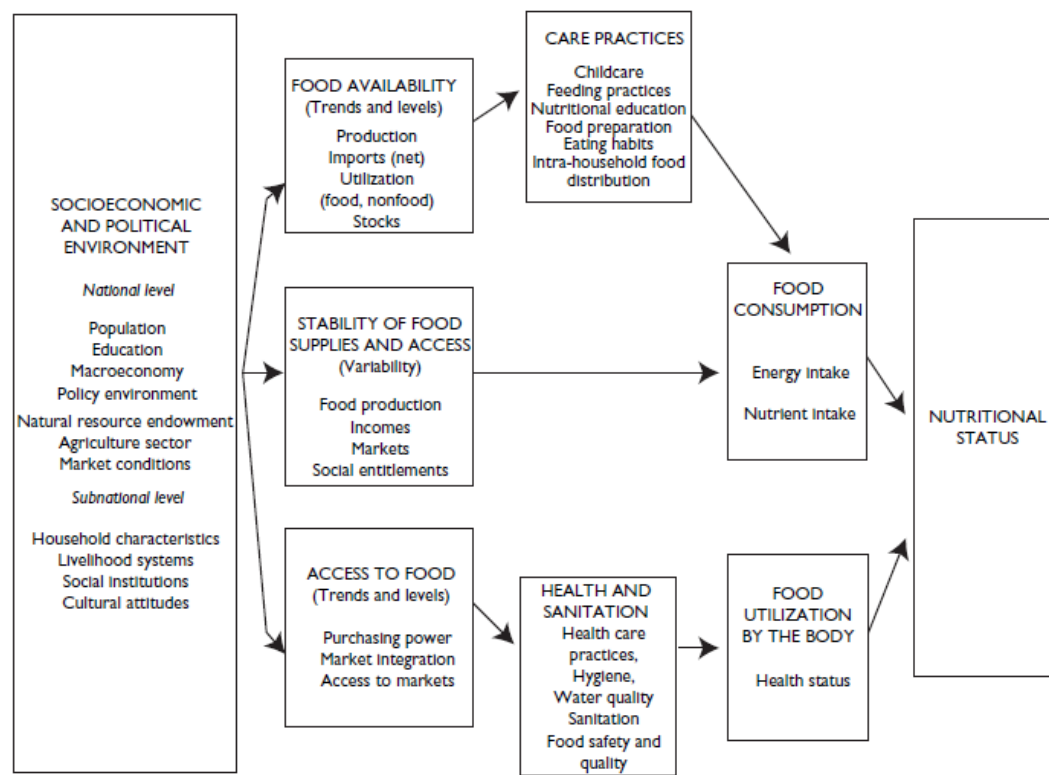 SOCIOECONOMIC
AND POLITICAL
ENVIRONMENT
National level
Population
Education
Macroeconomy
Policy environment
Natural resource endowment
Agriculture sector
Market conditions
Subnational level
Household characteristics
Livelihood systems
Social institutions
Cultural attitudes
FOOD AVAILABILITY
(Trends and levels)
Production
Imports (net)
Utilization
(food, nonfood)
Stocks
STABILITY OF FOOD
SUPPLIES AND ACCESS
(Variability)
Food production
Incomes
Markets
Social entitlements
ACCESS TO FOOD
(Trends and levels)
Purchasing power
Market integration
Access to markets
CARE PRACTICES
Childcare
Feeding practices
Nutritional education
Food preparation
Eating habits
Intra-household food
distribution
HEALTH AND
SANITATION
Health care
practices,
Hygiene,
Water quality
Sanitation
Food safety and
quality
FOOD
CONSUMPTION
Energy intake
Nutrient intake
FOOD
UTILIZATION
BY THE BODY
Health status
NUTRITIONAL
STATUS